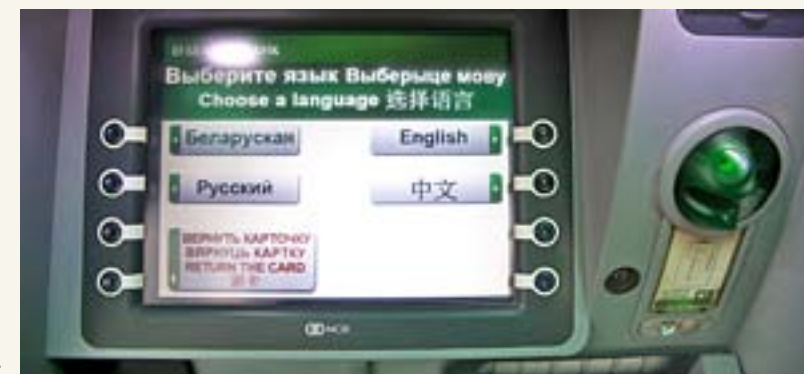 Выберите язык Выберыце мову
Choose a language 选择语言
Беларуская
English
Русский
中文
ВЕРНУТЬ КАРТОЧКУ
ВЯРНУЦЬ КАРТКУ
RETURN THE CARD
NCR